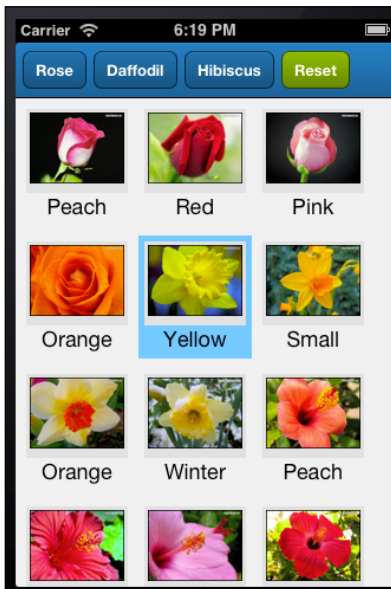 Carrier 6:19 PM
Rose Daffodil Hibiscus Reset
Peach Red Pink
Orange Yellow Small
Orange Winter Peach